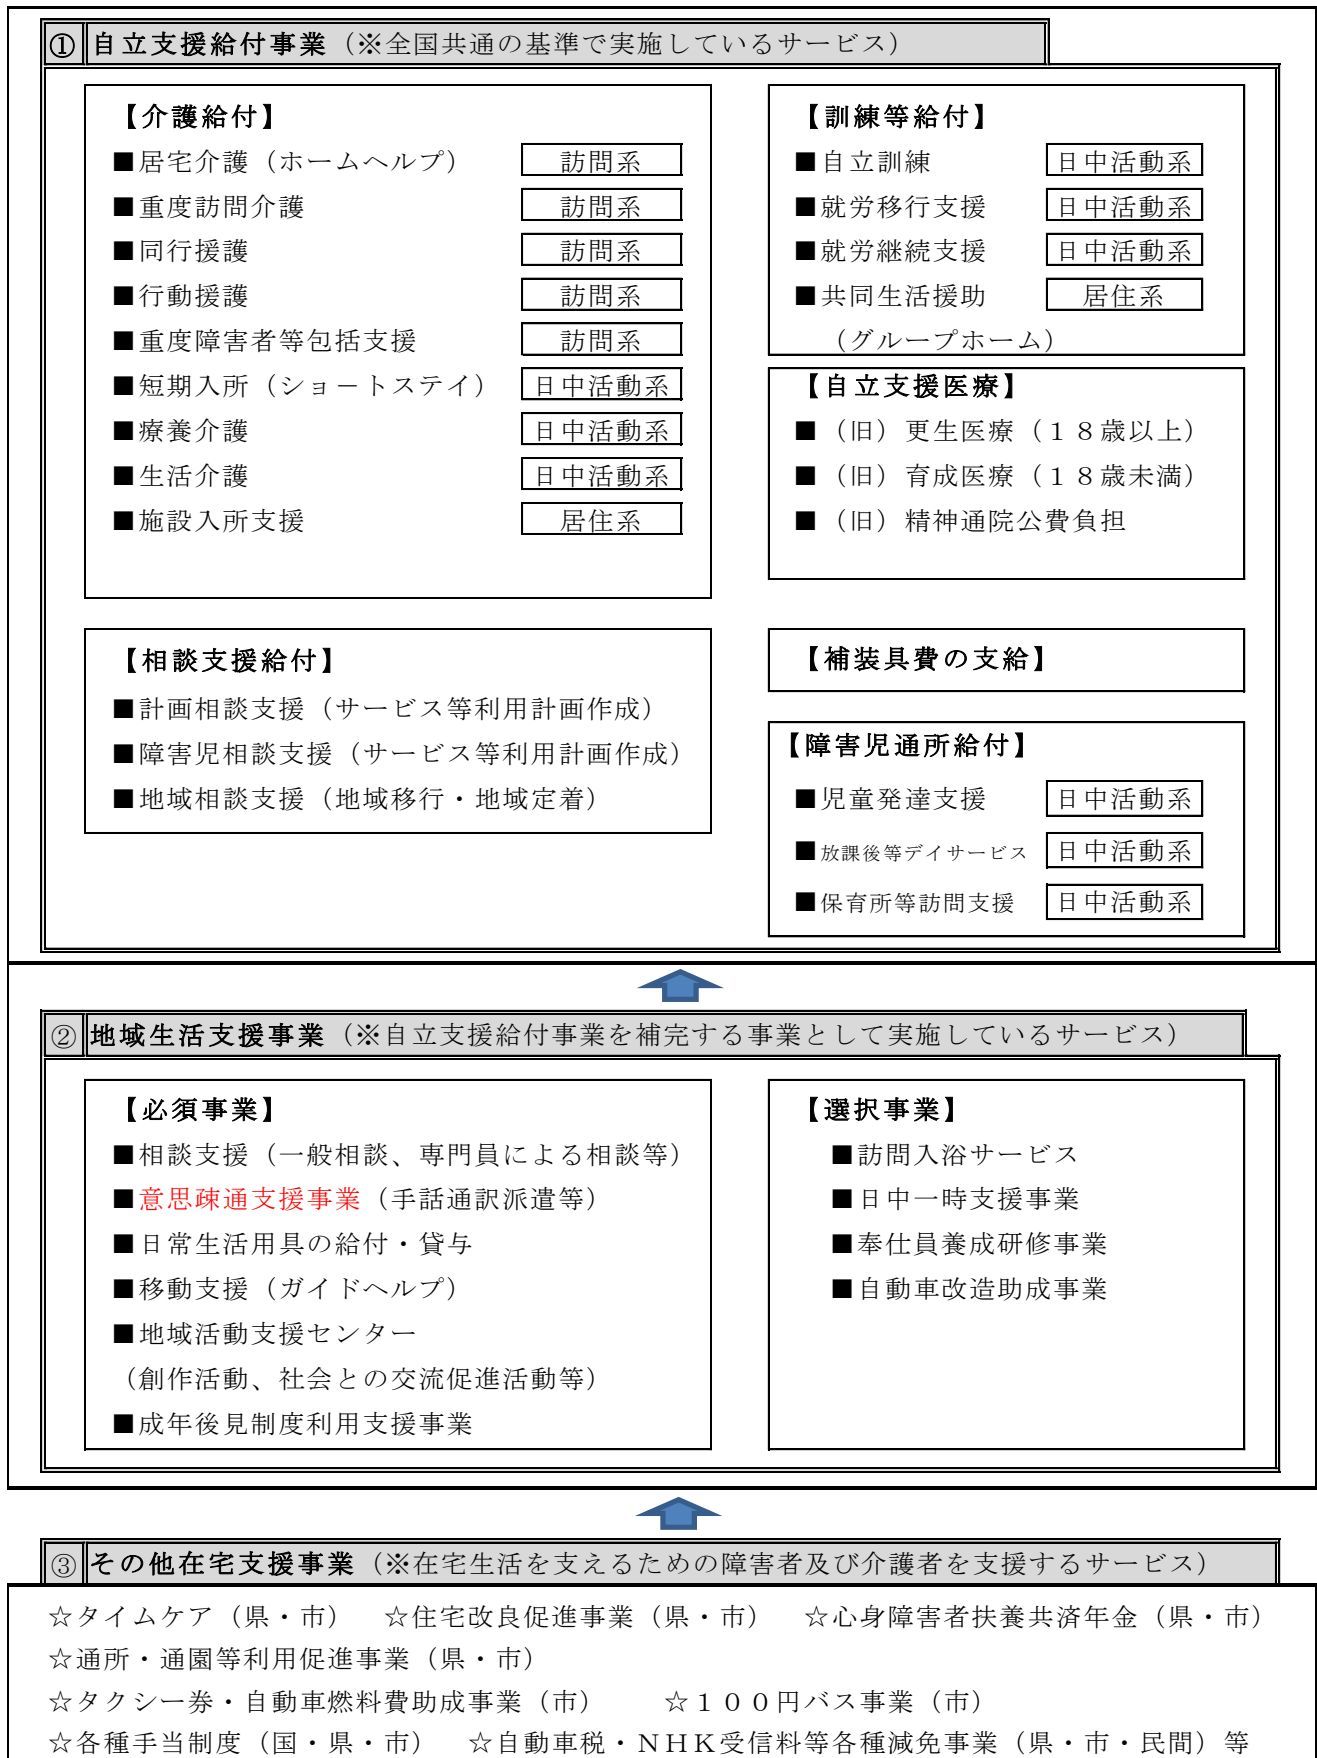 ①自立支援給付事業（※全国共通の基準で実施しているサービス）
【介護給付】
■居宅介護（ホームヘルプ） 訪問系
■重度訪問介護 訪問系
■同行援護 訪問系
■行動援護 訪問系
■重度障害者等包括支援 訪問系
■短期入所（ショートステイ） 日中活動系
■療養介護 日中活動系
■生活介護 日中活動系
■施設入所支援 居住系
【訓練等給付】
■自立訓練 日中活動系
■就労移行支援 日中活動系
■就労継続支援 日中活動系
■共同生活援助 居住系
（グループホーム）
【自立支援医療】
■（旧）更生医療（１８歳以上）
■（旧）育成医療（１８歳未満）
■（旧）精神通院公費負担
【相談支援給付】
■計画相談支援（サービス等利用計画作成）
■障害児相談支援（サービス等利用計画作成）
■地域相談支援（地域移行・地域定着）
【補装具費の支給】
【障害児通所給付】
■児童発達支援 日中活動系
■放課後等デイサービス 日中活動系
■保育所等訪問支援 日中活動系
②地域生活支援事業（※自立支援給付事業を補完する事業として実施しているサービス）
【必須事業】
■相談支援（一般相談、専門員による相談等）
■意思疎通支援事業（手話通訳派遣等）
■日常生活用具の給付・貸与
■移動支援（ガイドヘルプ）
■地域活動支援センター
（創作活動、社会との交流促進活動等）
■成年後見制度利用支援事業
【選択事業】
■訪問入浴サービス
■日中一時支援事業
■奉仕員養成研修事業
■自動車改造助成事業
③その他在宅支援事業（※在宅生活を支えるための障害者及び介護者を支援するサービス）
☆タイムケア（県・市） ☆住宅改良促進事業（県・市） ☆心身障害者扶養共済年金（県・市）
☆通所・通園等利用促進事業（県・市）
☆タクシー券・自動車燃料費助成事業（市） ☆１００円バス事業（市）
☆各種手当制度（国・県・市） ☆自動車税・ＮＨＫ受信料等各種減免事業（県・市・民間）等